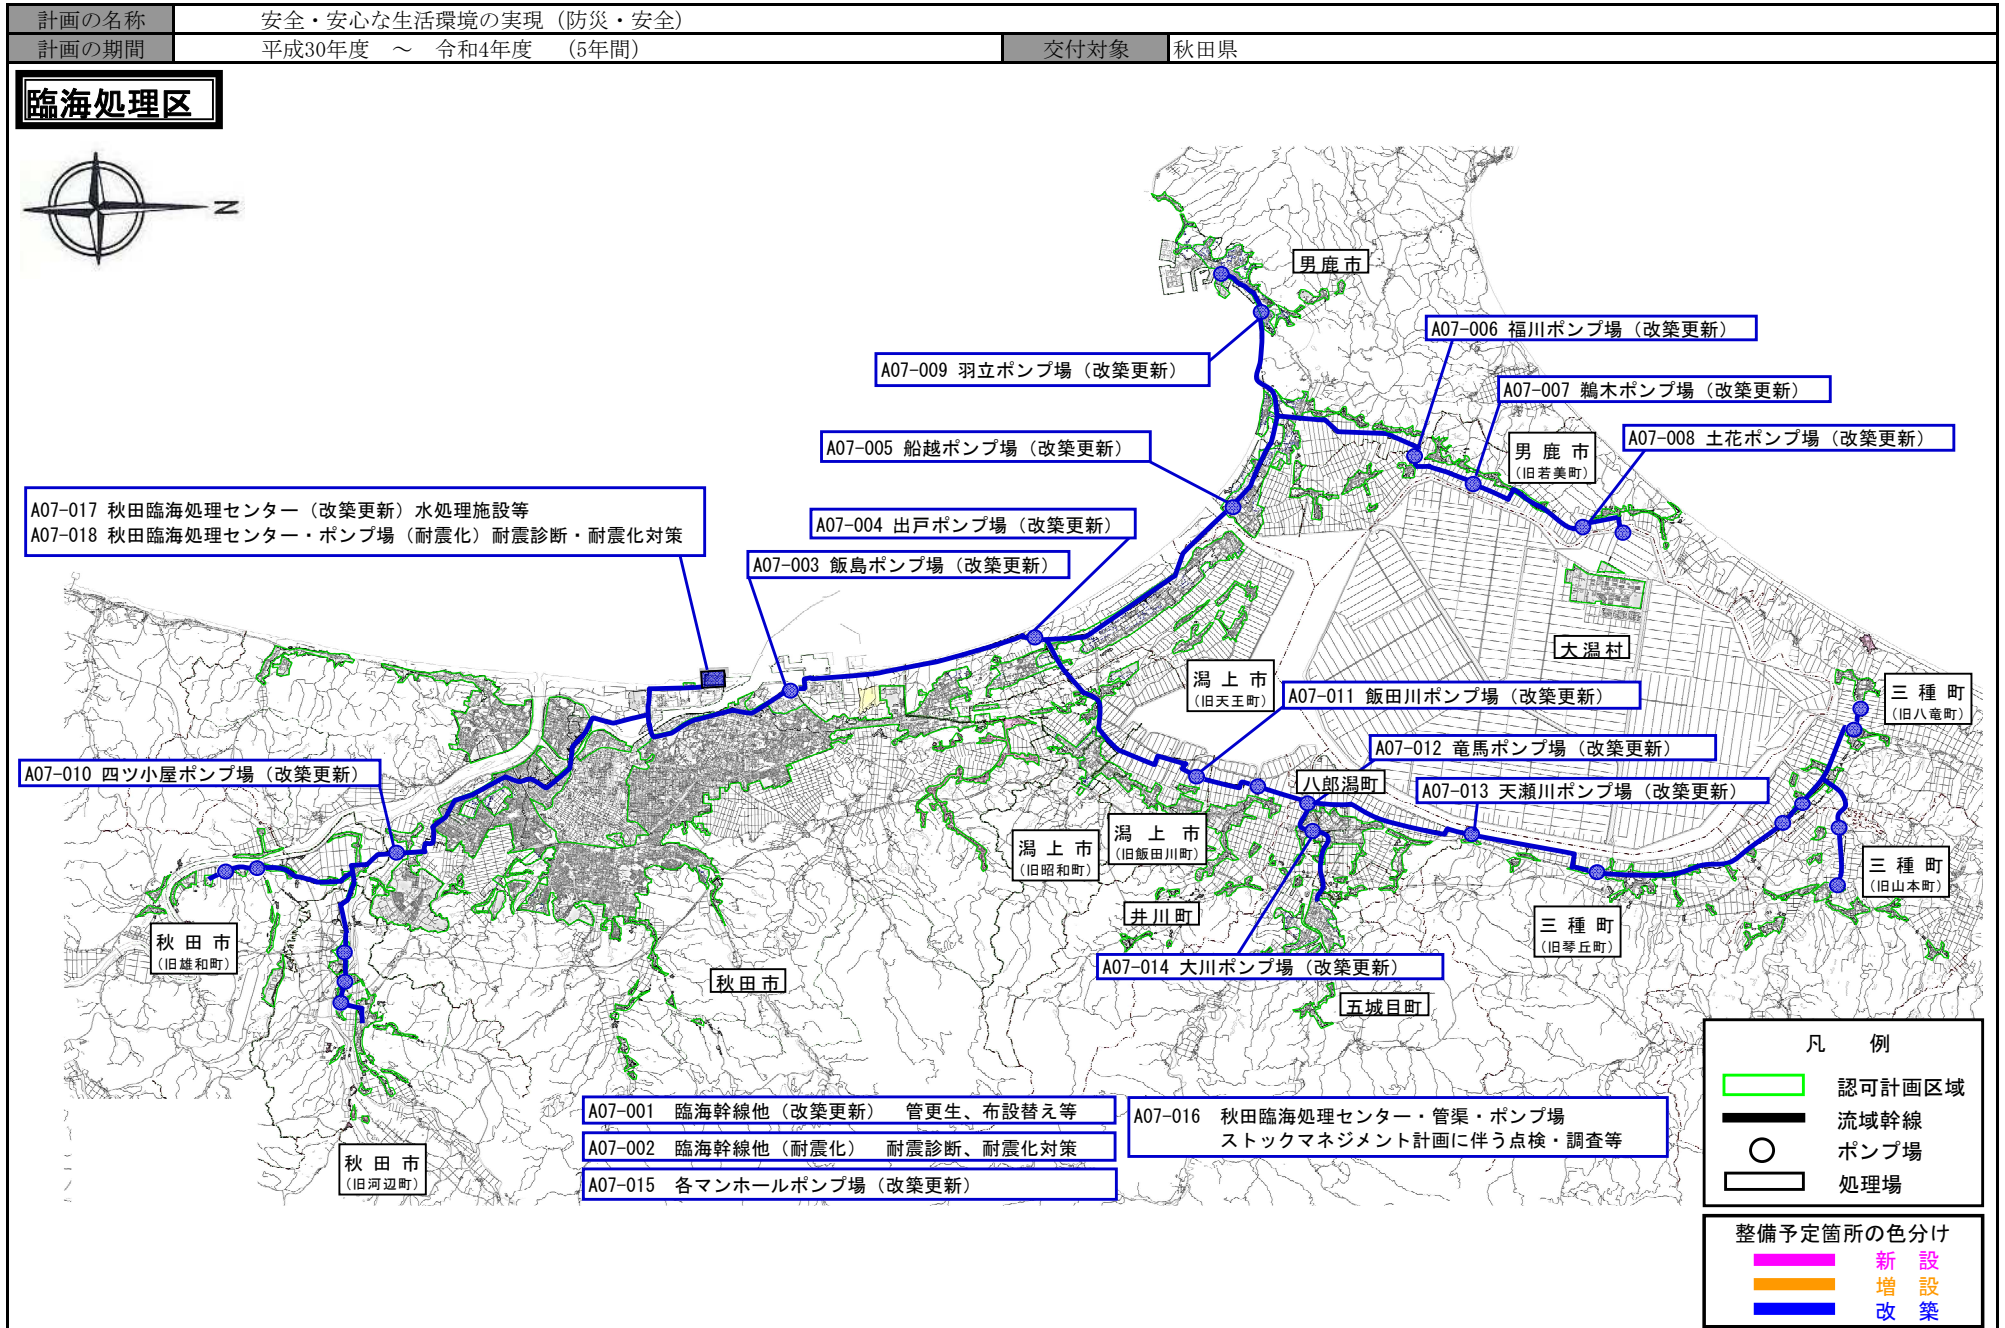 計画の名称 安全・安心な生活環境の実現（防災・安全）
計画の期間 平成30年度 ～ 令和4年度 （5年間） 交付対象 秋田県
臨海処理区
N
男鹿市
A07-006 福川ポンプ場（改築更新）
A07-009 羽立ポンプ場（改築更新）
A07-007 鵜木ポンプ場（改築更新）
A07-005 船越ポンプ場（改築更新）
男鹿市
（旧若美町）
A07-008 土花ポンプ場（改築更新）
A07-017 秋田臨海処理センター（改築更新）水処理施設等
A07-018 秋田臨海処理センター・ポンプ場（耐震化）耐震診断・耐震化対策
A07-004 出戸ポンプ場（改築更新）
A07-003 飯島ポンプ場（改築更新）
大潟村
潟上市
（旧天王町）
A07-011 飯田川ポンプ場（改築更新）
三種町
（旧八竜町）
A07-012 竜馬ポンプ場（改築更新）
A07-010 四ツ小屋ポンプ場（改築更新）
八郎潟町
A07-013 天瀬川ポンプ場（改築更新）
潟上市
（旧昭和町）
潟上市
（旧飯田川町）
三種町
（旧山本町）
井川町
三種町
（旧琴丘町）
秋田市
（旧雄和町）
A07-014 大川ポンプ場（改築更新）
秋田市
五城目町
A07-001 臨海幹線他（改築更新） 管更生、布設替え等
A07-002 臨海幹線他（耐震化） 耐震診断、耐震化対策
A07-015 各マンホールポンプ場（改築更新）
A07-016 秋田臨海処理センター・管渠・ポンプ場
ストックマネジメント計画に伴う点検・調査等
秋田市
（旧河辺町）
凡 例
認可計画区域
流域幹線
ポンプ場
処理場
整備予定箇所の色分け
新 設
増 設
改 築